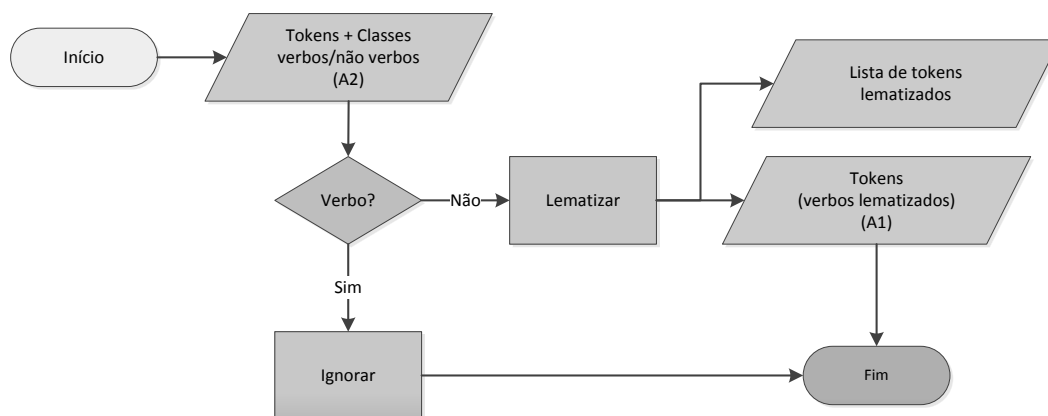 Início
Tokens + Classes
verbos/não verbos
(A2)
Lista de tokens
lematizados
Verbo?
Não
Lematizar
Tokens
(verbos lematizados)
(A1)
Sim
Ignorar
Fim